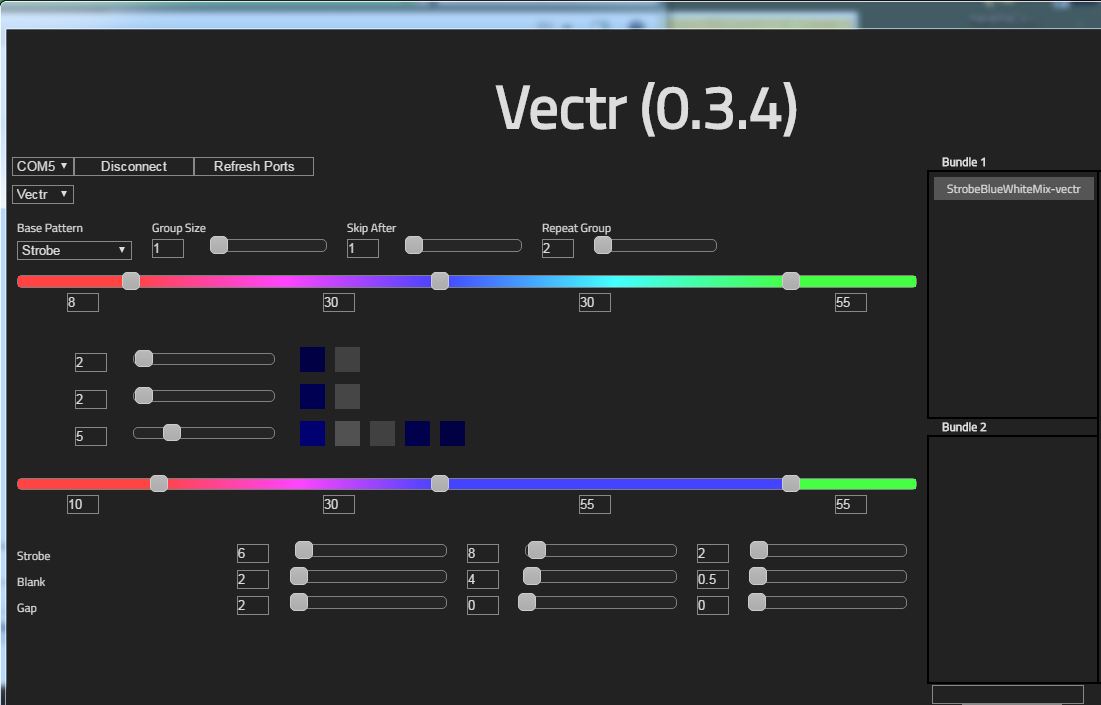 Vectr (0.3.4)
COM5 Disconnect Refresh Ports
Vectr
Base Pattern Group Size Skip After Repeat Group
Strobe 1 1 2
8 30 30 55
2
2
5
10 30 55 55
Strobe 6 8 2
Blank 2 4 0.5
Gap 2 0 0
Bundle 1
StrobeBlueWhiteMix-vectr
Bundle 2